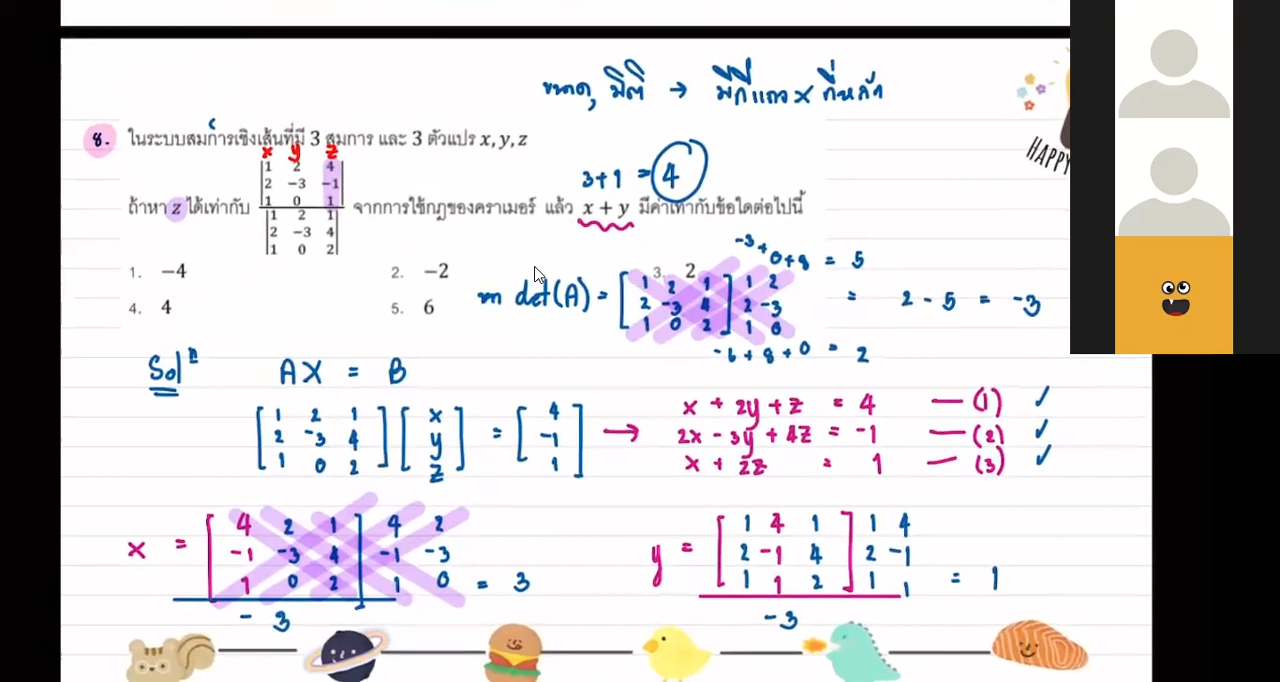 ขนาด, มิติ → มีกี่แถว x กี่หลัก
8. ในระบบสมการเชิงเส้นที่มี 3 สมการ และ 3 ตัวแปร x, y, z
HAPPY
x y z
3+1 = 4
|1 2 4|
|2 −3 −1|
|1 0 1|
ถ้าหา z ได้เท่ากับ จากการใช้กฎของคราเมอร์ แล้ว x + y มีค่าเท่ากับข้อใดต่อไปนี้
|1 2 1|
|2 −3 4|
|1 0 2|
1. −4 2. −2 3. 2
4. 4 5. 6
-3 + 0 + 8 = 5
หา det(A) = [1 2 1] 1 2
[2 -3 4] 2 -3 = 2 - 5 = -3
[1 0 2] 1 0
-6 + 8 + 0 = 2
Solⁿ AX = B
[1 2 1] [x] = [4]
[2 -3 4] [y] [-1]
[1 0 2] [z] [1]
→ x + 2y + z = 4 — (1) ✓
2x - 3y + 4z = -1 — (2) ✓
x + 2z = 1 — (3) ✓
x = [4 2 1] 4 2
[-1 -3 4] -1 -3
[1 0 2] 1 0 = 3
-3
y = [1 4 1] 1 4
[2 -1 4] 2 -1
[1 1 2] 1 1 = 1
-3